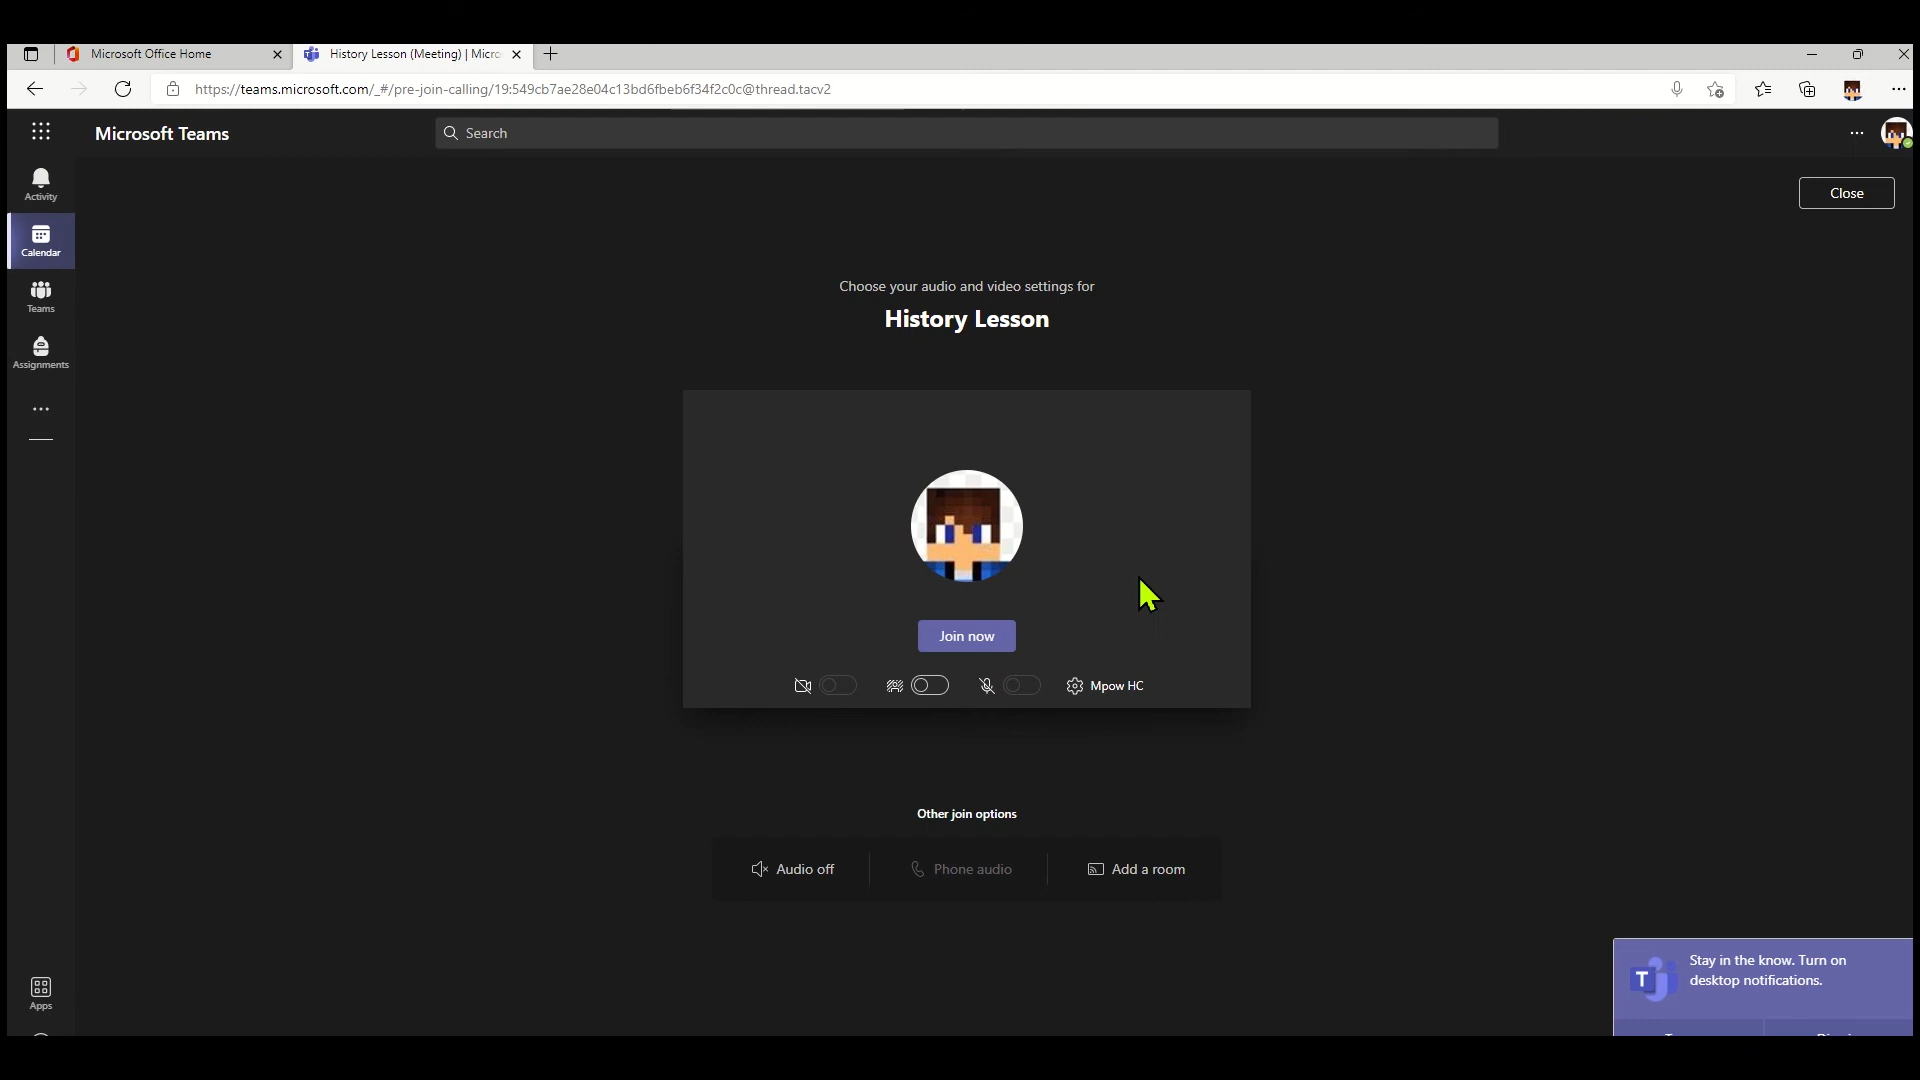 Microsoft Office Home
History Lesson (Meeting) | Micro
https://teams.microsoft.com/_#/pre-join-calling/19:549cb7ae28e04c13bd6fbeb6f34f2c0c@thread.tacv2
Microsoft Teams
Search
Activity
Calendar
Teams
Assignments
Close
Choose your audio and video settings for
History Lesson
Join now
Mpow HC
Other join options
Audio off
Phone audio
Add a room
Apps
T
Stay in the know. Turn on
desktop notifications.